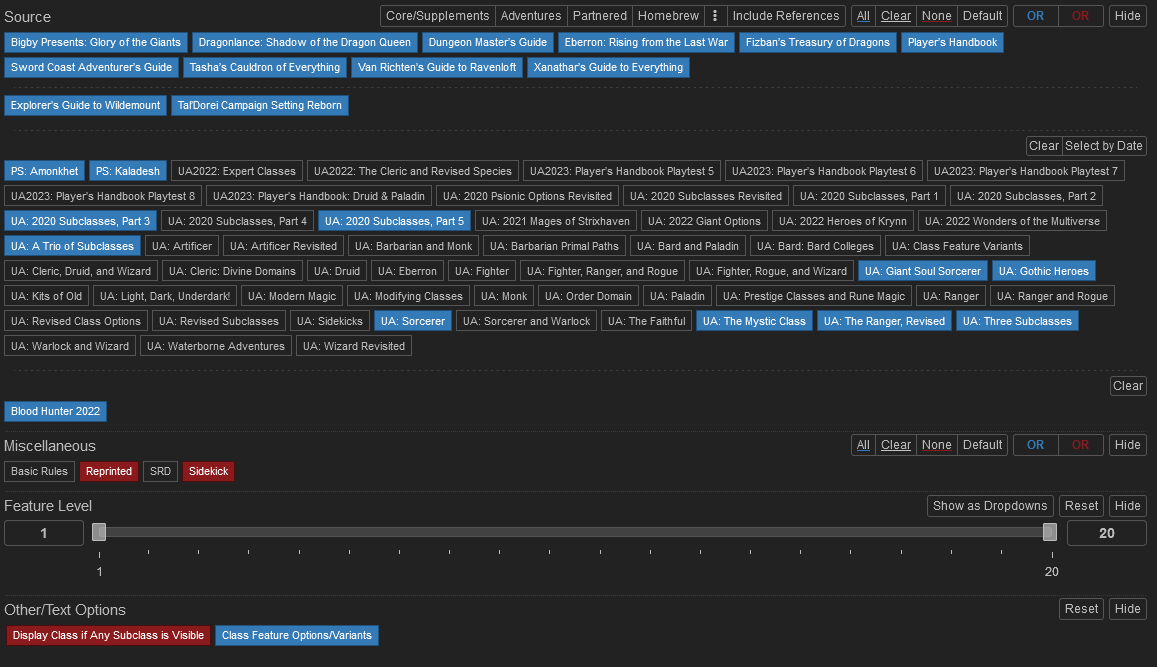 Source Core/Supplements Adventures Partnered Homebrew ⋮ Include References All Clear None Default OR OR Hide
Bigby Presents: Glory of the Giants Dragonlance: Shadow of the Dragon Queen Dungeon Master's Guide Eberron: Rising from the Last War Fizban's Treasury of Dragons Player's Handbook
Sword Coast Adventurer's Guide Tasha's Cauldron of Everything Van Richten's Guide to Ravenloft Xanathar's Guide to Everything
Explorer's Guide to Wildemount Tal'Dorei Campaign Setting Reborn
Clear Select by Date
PS: Amonkhet PS: Kaladesh UA2022: Expert Classes UA2022: The Cleric and Revised Species UA2023: Player's Handbook Playtest 5 UA2023: Player's Handbook Playtest 6 UA2023: Player's Handbook Playtest 7
UA2023: Player's Handbook Playtest 8 UA2023: Player's Handbook: Druid & Paladin UA: 2020 Psionic Options Revisited UA: 2020 Subclasses Revisited UA: 2020 Subclasses, Part 1 UA: 2020 Subclasses, Part 2
UA: 2020 Subclasses, Part 3 UA: 2020 Subclasses, Part 4 UA: 2020 Subclasses, Part 5 UA: 2021 Mages of Strixhaven UA: 2022 Giant Options UA: 2022 Heroes of Krynn UA: 2022 Wonders of the Multiverse
UA: A Trio of Subclasses UA: Artificer UA: Artificer Revisited UA: Barbarian and Monk UA: Barbarian Primal Paths UA: Bard and Paladin UA: Bard: Bard Colleges UA: Class Feature Variants
UA: Cleric, Druid, and Wizard UA: Cleric: Divine Domains UA: Druid UA: Eberron UA: Fighter UA: Fighter, Ranger, and Rogue UA: Fighter, Rogue, and Wizard UA: Giant Soul Sorcerer UA: Gothic Heroes
UA: Kits of Old UA: Light, Dark, Underdark! UA: Modern Magic UA: Modifying Classes UA: Monk UA: Order Domain UA: Paladin UA: Prestige Classes and Rune Magic UA: Ranger UA: Ranger and Rogue
UA: Revised Class Options UA: Revised Subclasses UA: Sidekicks UA: Sorcerer UA: Sorcerer and Warlock UA: The Faithful UA: The Mystic Class UA: The Ranger, Revised UA: Three Subclasses
UA: Warlock and Wizard UA: Waterborne Adventures UA: Wizard Revisited
Clear
Blood Hunter 2022
Miscellaneous All Clear None Default OR OR Hide
Basic Rules Reprinted SRD Sidekick
Feature Level Show as Dropdowns Reset Hide
1 20
1 20
Other/Text Options Reset Hide
Display Class if Any Subclass is Visible Class Feature Options/Variants